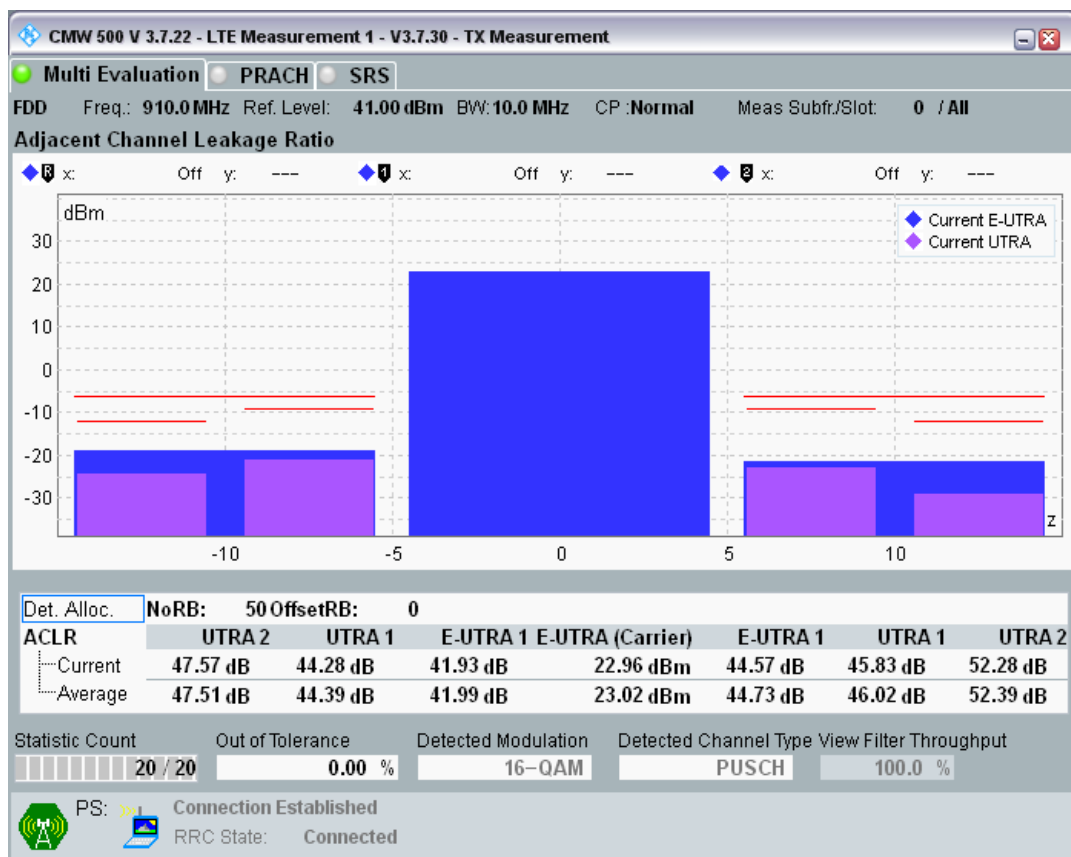 CMW 500 V 3.7.22 - LTE Measurement 1 - V3.7.30 - TX Measurement
Multi Evaluation PRACH SRS
FDD Freq.: 910.0 MHz Ref. Level: 41.00 dBm BW: 10.0 MHz CP :Normal Meas Subfr./Slot: 0 / All
Adjacent Channel Leakage Ratio
R x: Off y: --- 1 x: Off y: --- 2 x: Off y: ---
dBm
Current E-UTRA
Current UTRA
30
20
10
0
-10
-20
-30
z
-10 -5 0 5 10
Det. Alloc. NoRB: 50 OffsetRB: 0
ACLR UTRA 2 UTRA 1 E-UTRA 1 E-UTRA (Carrier) E-UTRA 1 UTRA 1 UTRA 2
Current 47.57 dB 44.28 dB 41.93 dB 22.96 dBm 44.57 dB 45.83 dB 52.28 dB
Average 47.51 dB 44.39 dB 41.99 dB 23.02 dBm 44.73 dB 46.02 dB 52.39 dB
Statistic Count Out of Tolerance Detected Modulation Detected Channel Type View Filter Throughput
20 / 20 0.00 % 16-QAM PUSCH 100.0 %
PS: Connection Established
RRC State: Connected